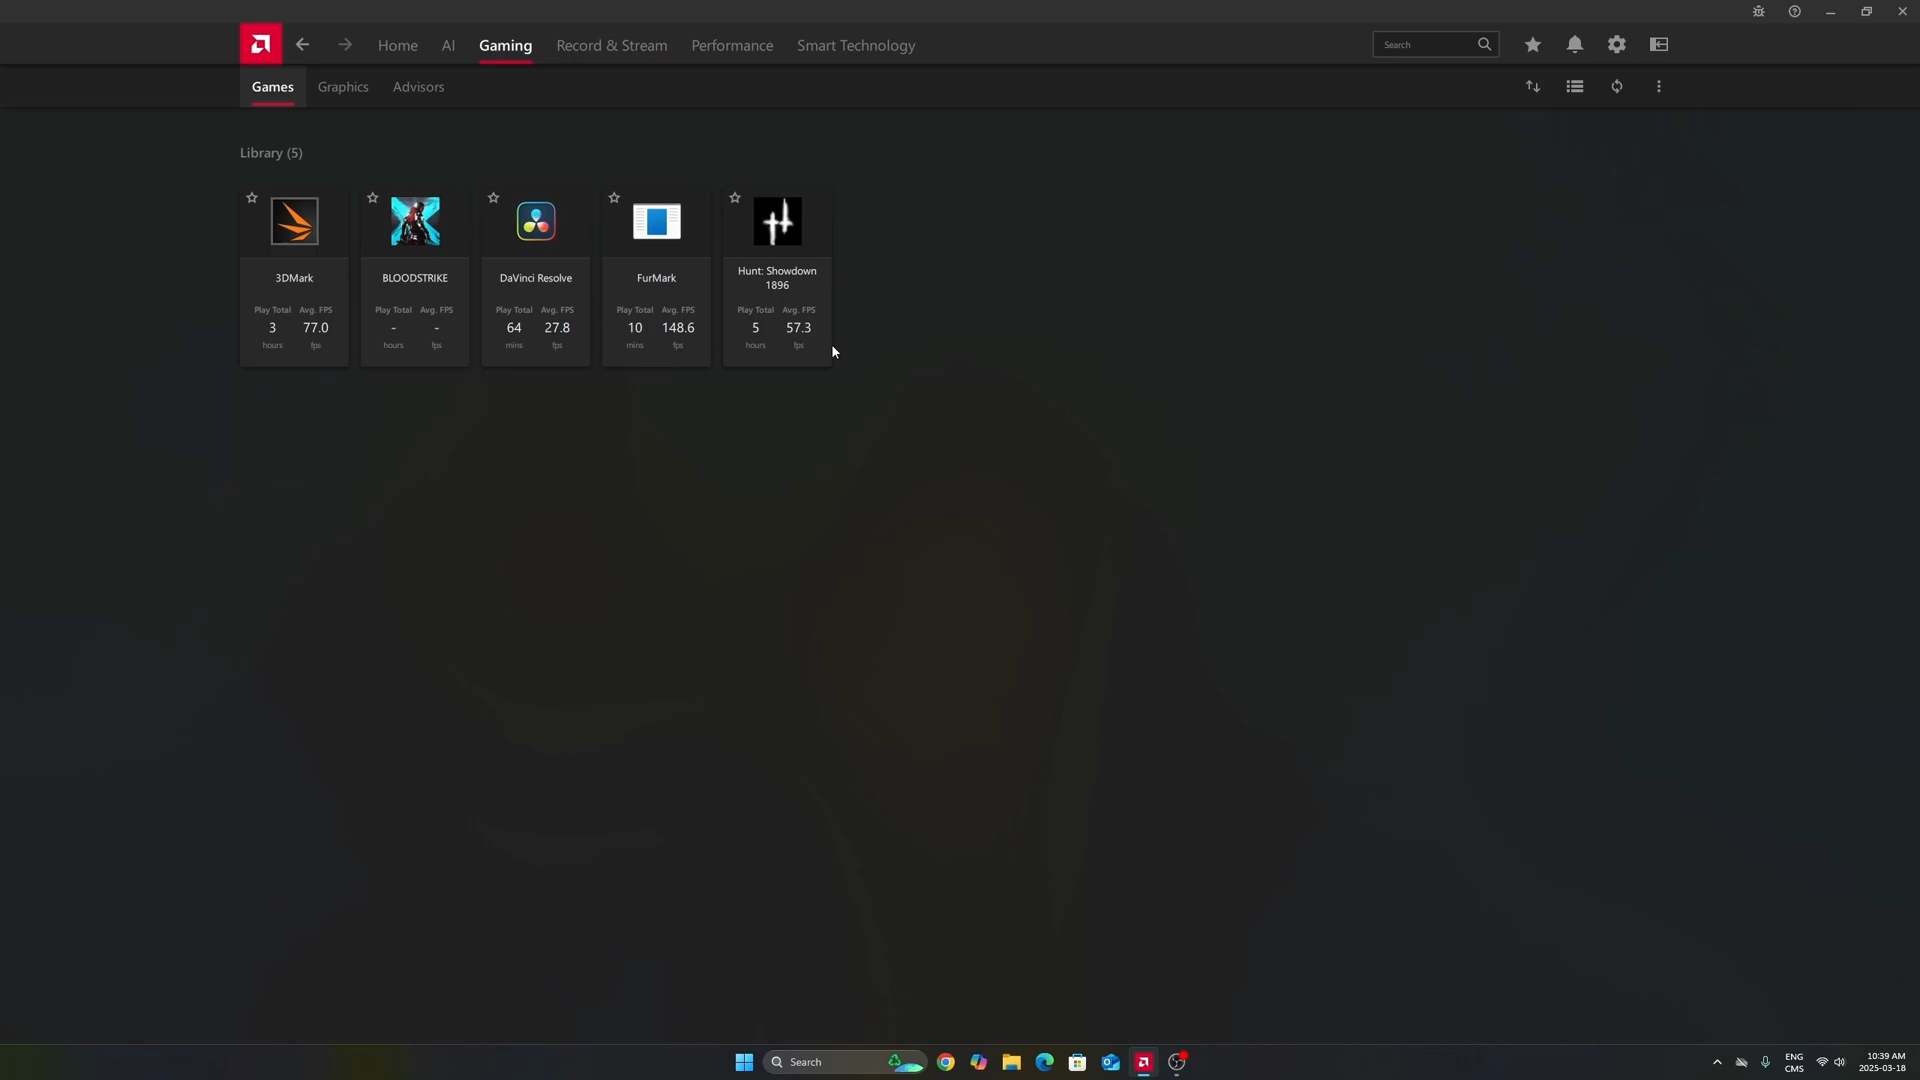 Home AI Gaming Record & Stream Performance Smart Technology Search
Games Graphics Advisors
Library (5)
3DMark BLOODSTRIKE DaVinci Resolve FurMark Hunt: Showdown
1896
Play Total Avg. FPS Play Total Avg. FPS Play Total Avg. FPS Play Total Avg. FPS Play Total Avg. FPS
3 77.0 - - 64 27.8 10 148.6 5 57.3
hours fps hours fps mins fps mins fps hours fps
Search ENG 10:39 AM
CMS 2025-03-18